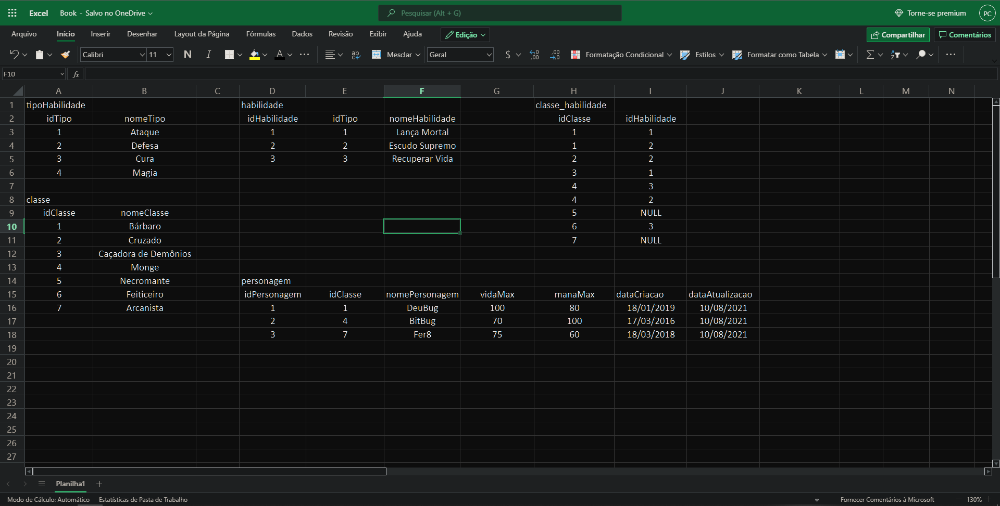 Excel Book - Salvo no OneDrive Pesquisar (Alt + G) Torne-se premium PC
Arquivo Início Inserir Desenhar Layout da Página Fórmulas Dados Revisão Exibir Ajuda Edição Compartilhar Comentários
Calibri 11 N I A ab Mesclar Geral $ Formatação Condicional Estilos Formatar como Tabela
F10 fx
A B C D E F G H I J K L M N
1 tipoHabilidade habilidade classe_habilidade
2 idTipo nomeTipo idHabilidade idTipo nomeHabilidade idClasse idHabilidade
3 1 Ataque 1 1 Lança Mortal 1 1
4 2 Defesa 2 2 Escudo Supremo 1 2
5 3 Cura 3 3 Recuperar Vida 2 2
6 4 Magia 3 1
7 4 3
8 classe 4 2
9 idClasse nomeClasse 5 NULL
10 1 Bárbaro 6 3
11 2 Cruzado 7 NULL
12 3 Caçadora de Demônios
13 4 Monge
14 5 Necromante personagem
15 6 Feiticeiro idPersonagem idClasse nomePersonagem vidaMax manaMax dataCriacao dataAtualizacao
16 7 Arcanista 1 1 DeuBug 100 80 18/01/2019 10/08/2021
17 2 4 BitBug 70 100 17/03/2016 10/08/2021
18 3 7 Fer8 75 60 18/03/2018 10/08/2021
19
20
21
22
23
24
25
26
27
Planilha1
Modo de Cálculo: Automático Estatísticas de Pasta de Trabalho Fornecer Comentários à Microsoft 130%